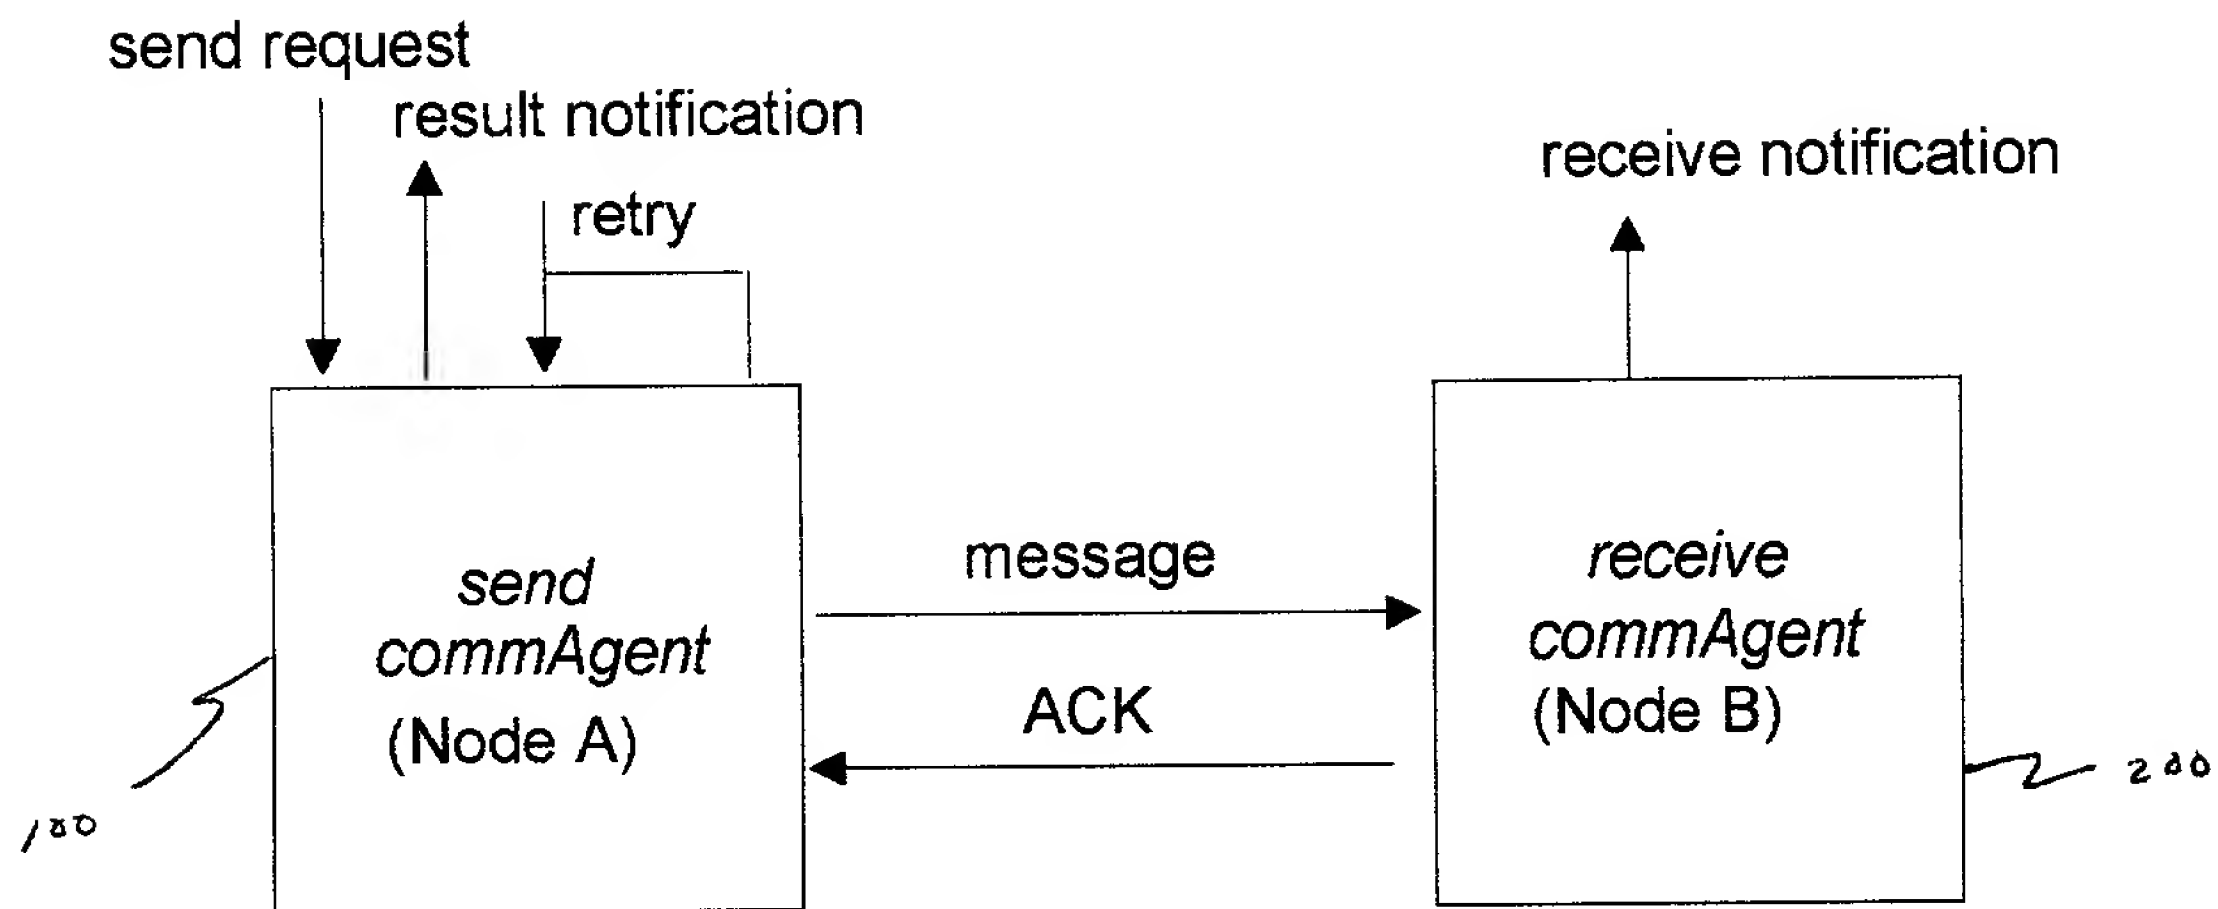 send request
result notification
retry
receive notification
send
commAgent
(Node A)
message
ACK
receive
commAgent
(Node B)
100
200